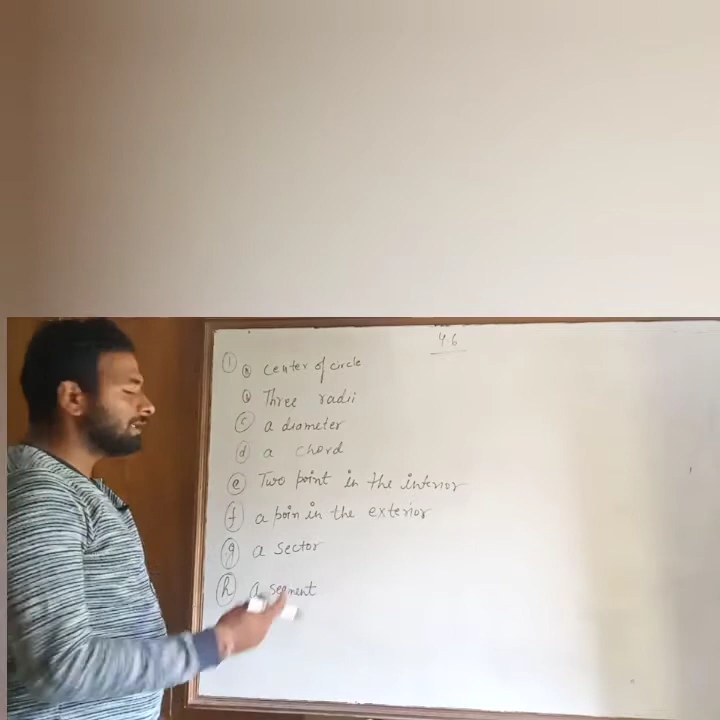 4.6
① ⓐ center of circle
ⓑ Three radii
ⓒ a diameter
ⓓ a chord
ⓔ Two point in the interior
ⓕ a poin in the exterior
ⓖ a sector
ⓗ a segment